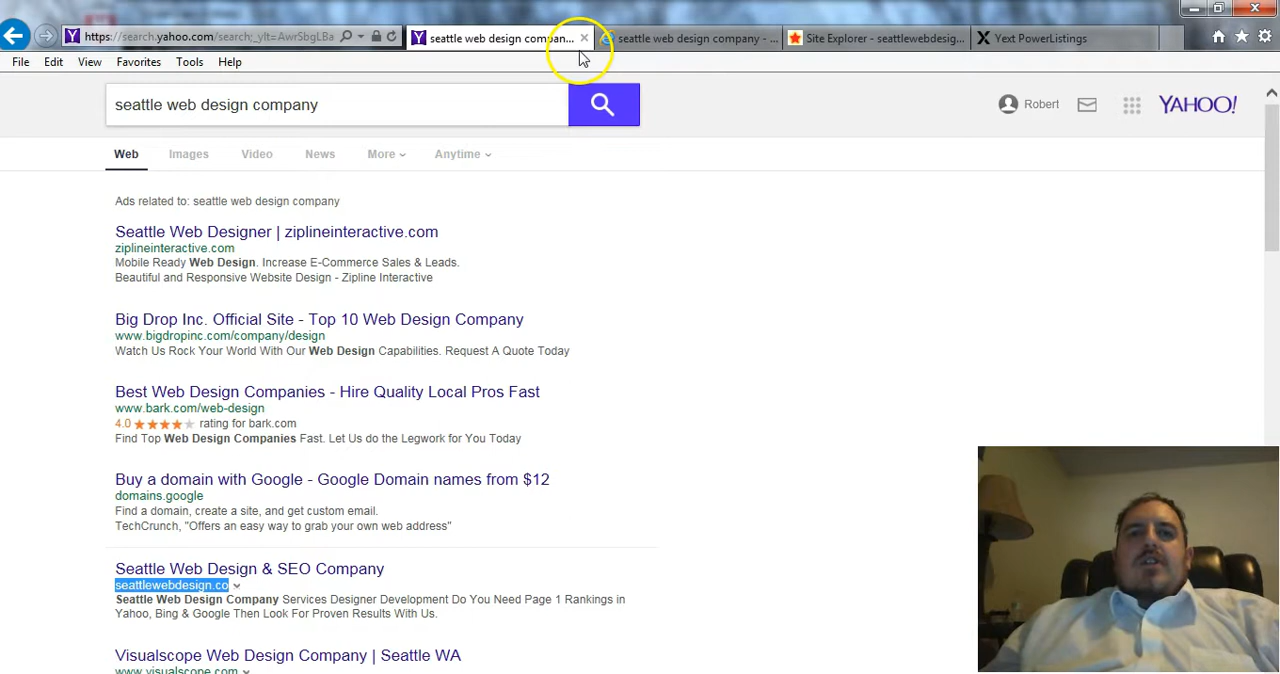 https://search.yahoo.com/search;_ylt=AwrSbgLBa
seattle web design compan...
seattle web design company - ...
Site Explorer - seattlewebdesig...
Yext PowerListings
File Edit View Favorites Tools Help
seattle web design company
Robert
YAHOO!
Web Images Video News More Anytime
Ads related to: seattle web design company
Seattle Web Designer | ziplineinteractive.com
ziplineinteractive.com
Mobile Ready Web Design. Increase E-Commerce Sales & Leads.
Beautiful and Responsive Website Design - Zipline Interactive
Big Drop Inc. Official Site - Top 10 Web Design Company
www.bigdropinc.com/company/design
Watch Us Rock Your World With Our Web Design Capabilities. Request A Quote Today
Best Web Design Companies - Hire Quality Local Pros Fast
www.bark.com/web-design
4.0 rating for bark.com
Find Top Web Design Companies Fast. Let Us do the Legwork for You Today
Buy a domain with Google - Google Domain names from $12
domains.google
Find a domain, create a site, and get custom email.
TechCrunch, "Offers an easy way to grab your own web address"
Seattle Web Design & SEO Company
seattlewebdesign.co
Seattle Web Design Company Services Designer Development Do You Need Page 1 Rankings in
Yahoo, Bing & Google Then Look For Proven Results With Us.
Visualscope Web Design Company | Seattle WA
www.visualscope.com